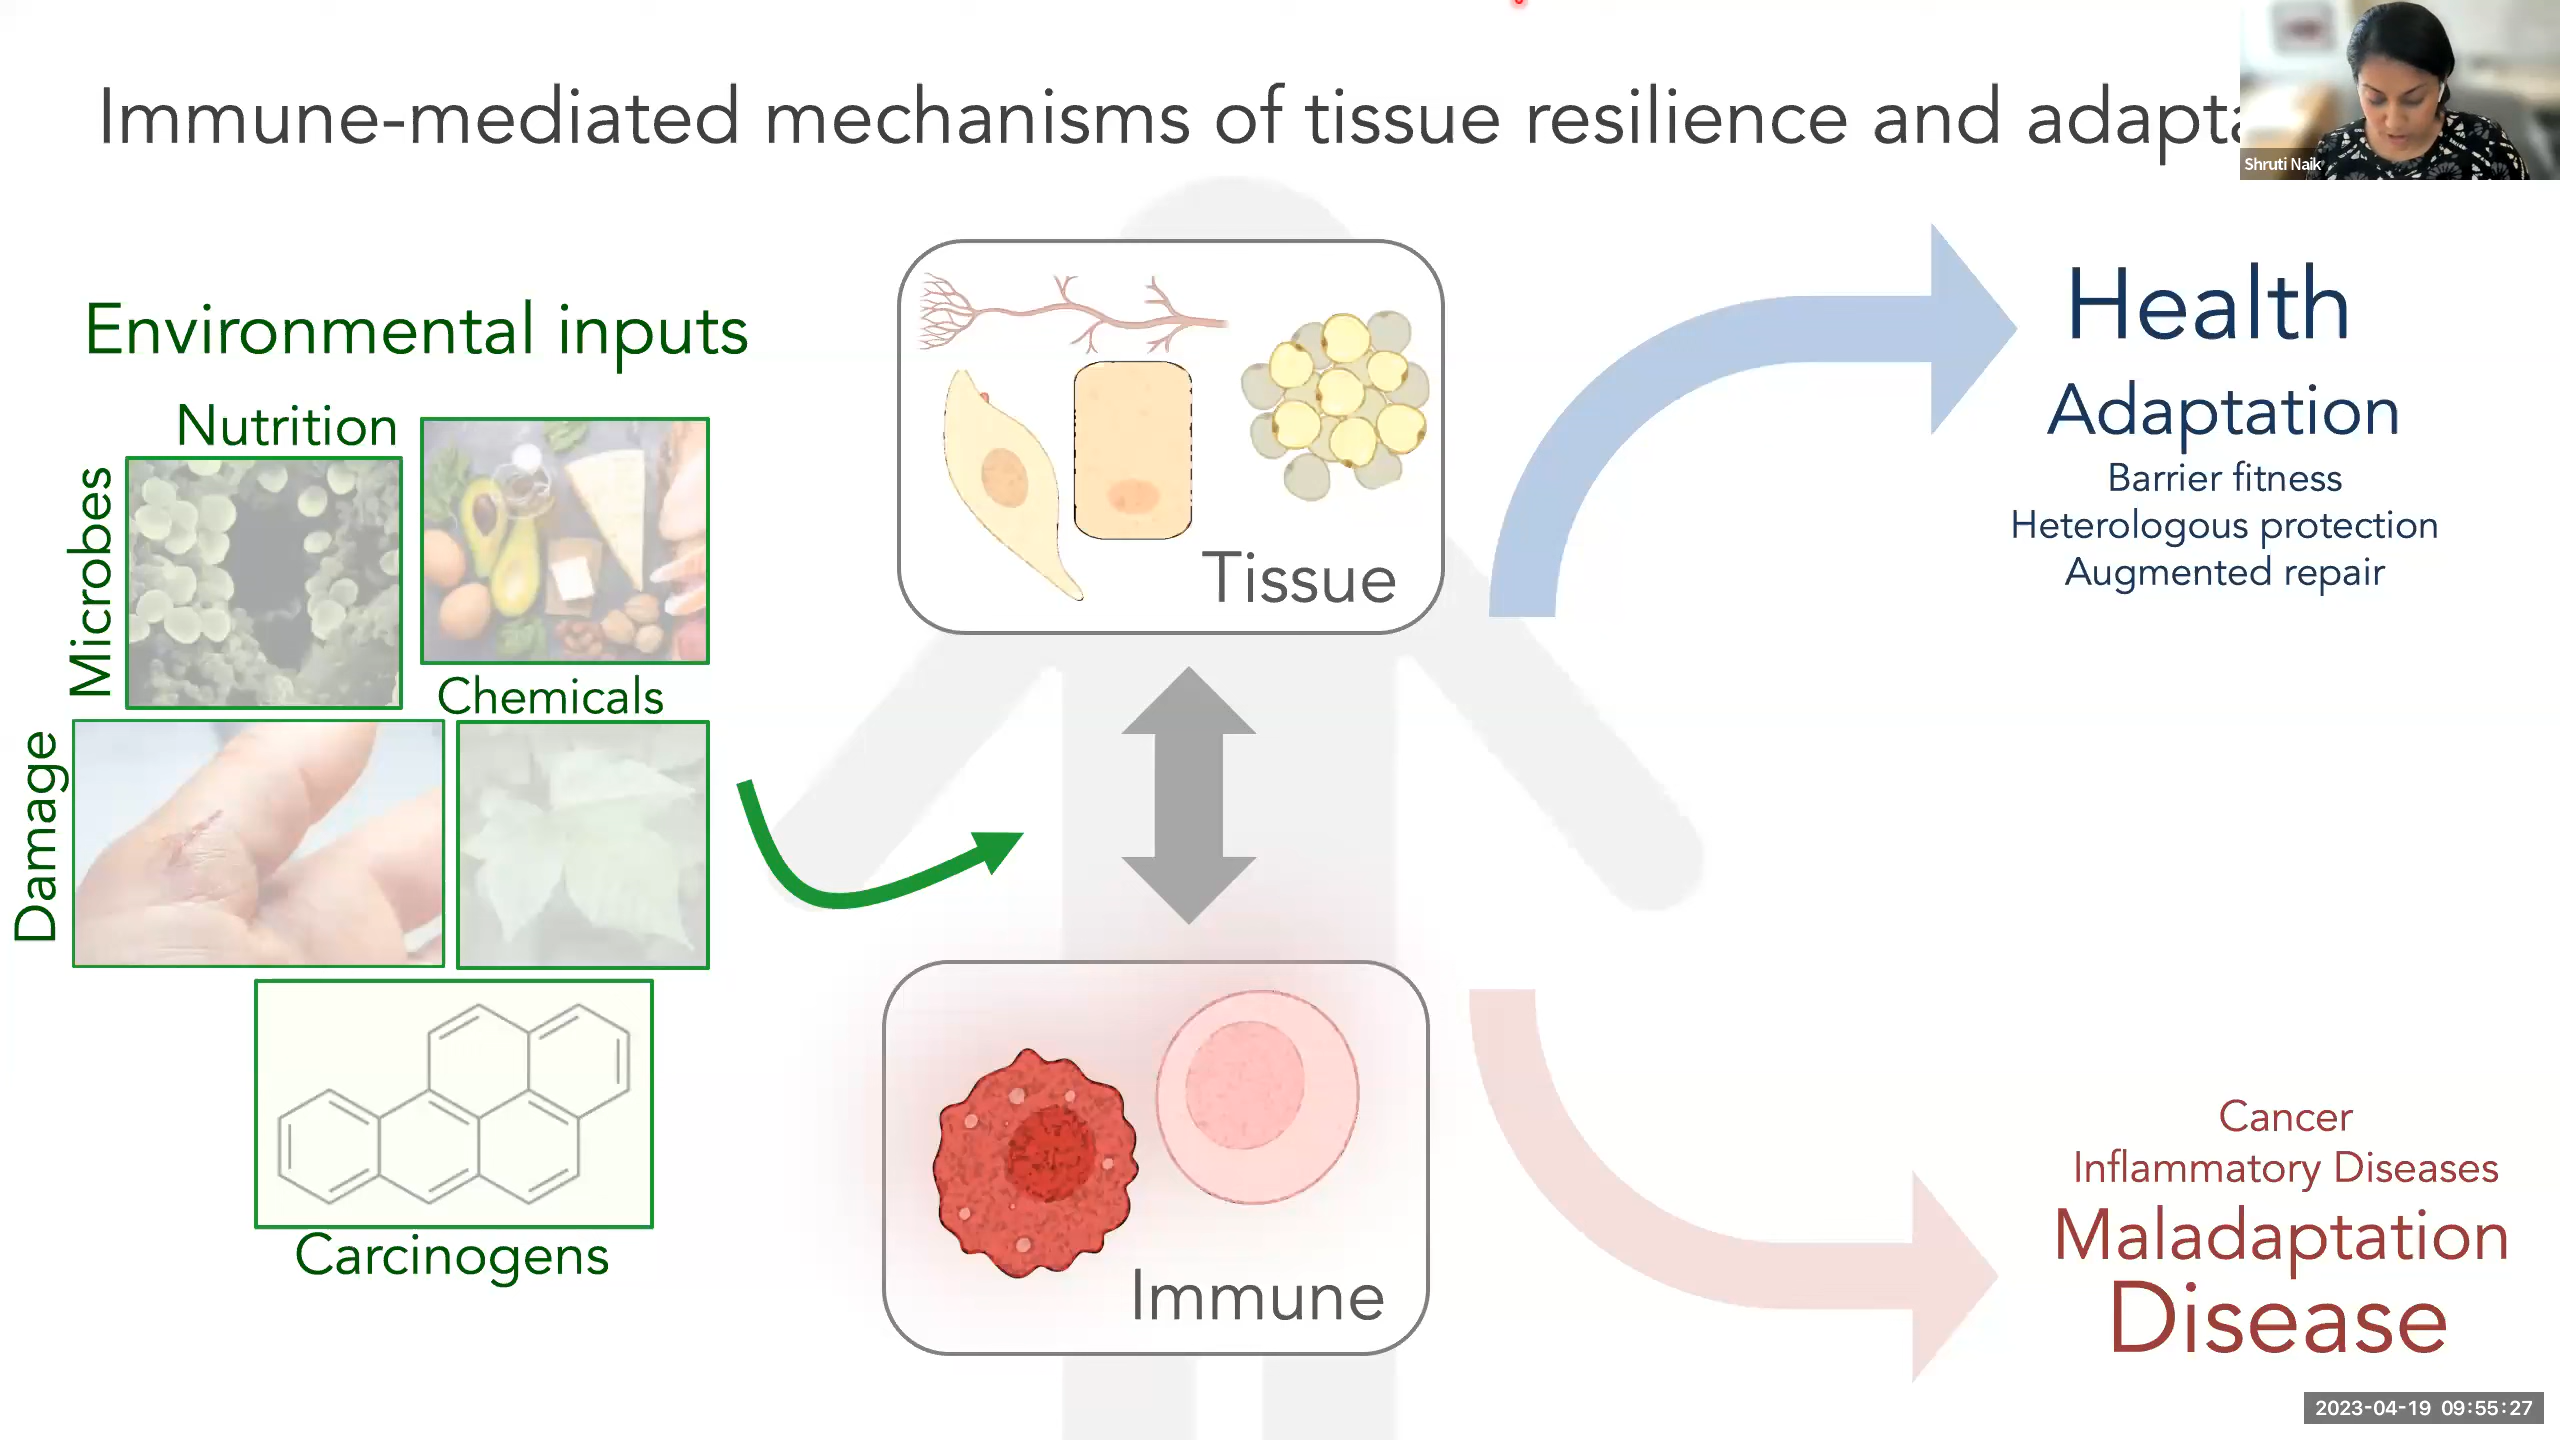 Immune-mediated mechanisms of tissue resilience and
Shruti Naik
Environmental inputs
Nutrition
Microbes
Chemicals
Damage
Carcinogens
Tissue
Immune
Health
Adaptation
Barrier fitness
Heterologous protection
Augmented repair
Cancer
Inflammatory Diseases
Maladaptation
Disease
2023-04-19 09:55:27